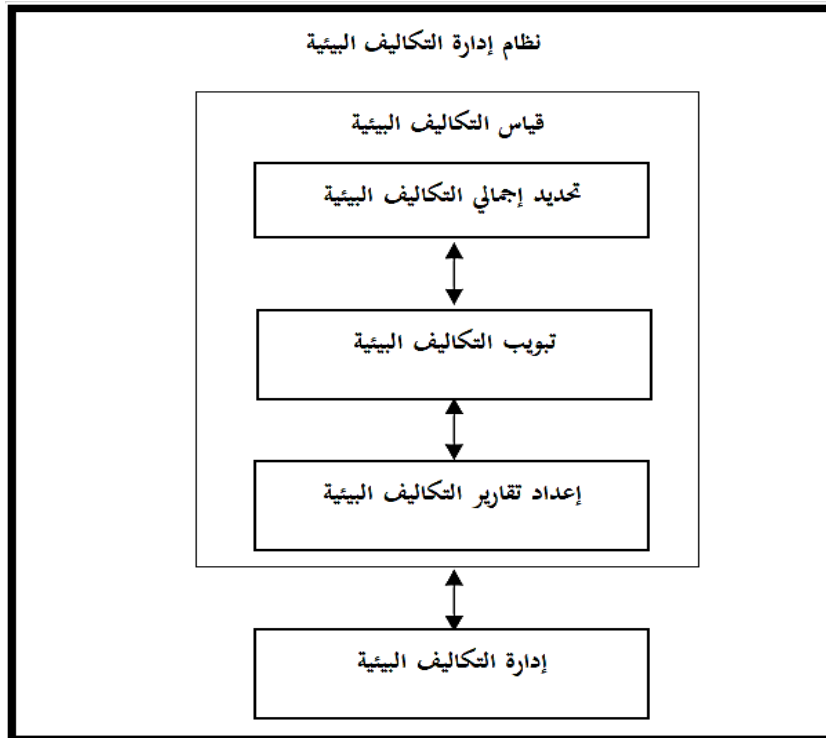 نظام إدارة التكاليف البيئية
قياس التكاليف البيئية
تحديد إجمالي التكاليف البيئية
تبويب التكاليف البيئية
إعداد تقارير التكاليف البيئية
إدارة التكاليف البيئية